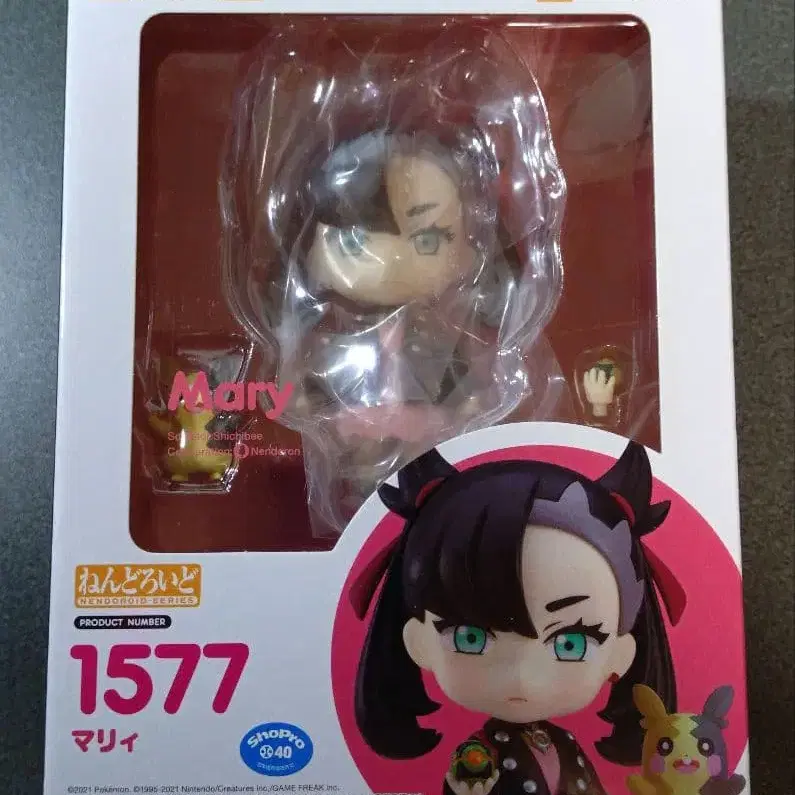 Mary
Nendoron
ねんどろいど
NENDOROID-SERIES
PRODUCT NUMBER
1577
マリィ
ShoPro
40
©2021 Pokémon. ©1995-2021 Nintendo/Creatures Inc./GAME FREAK inc.